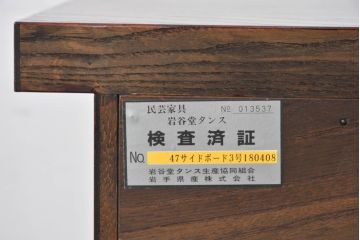 民芸家具 No 013537
岩谷堂タンス
検査済証
No. 47サイドボード3号180408
岩谷堂タンス生産協同組合
岩手県産株式会社